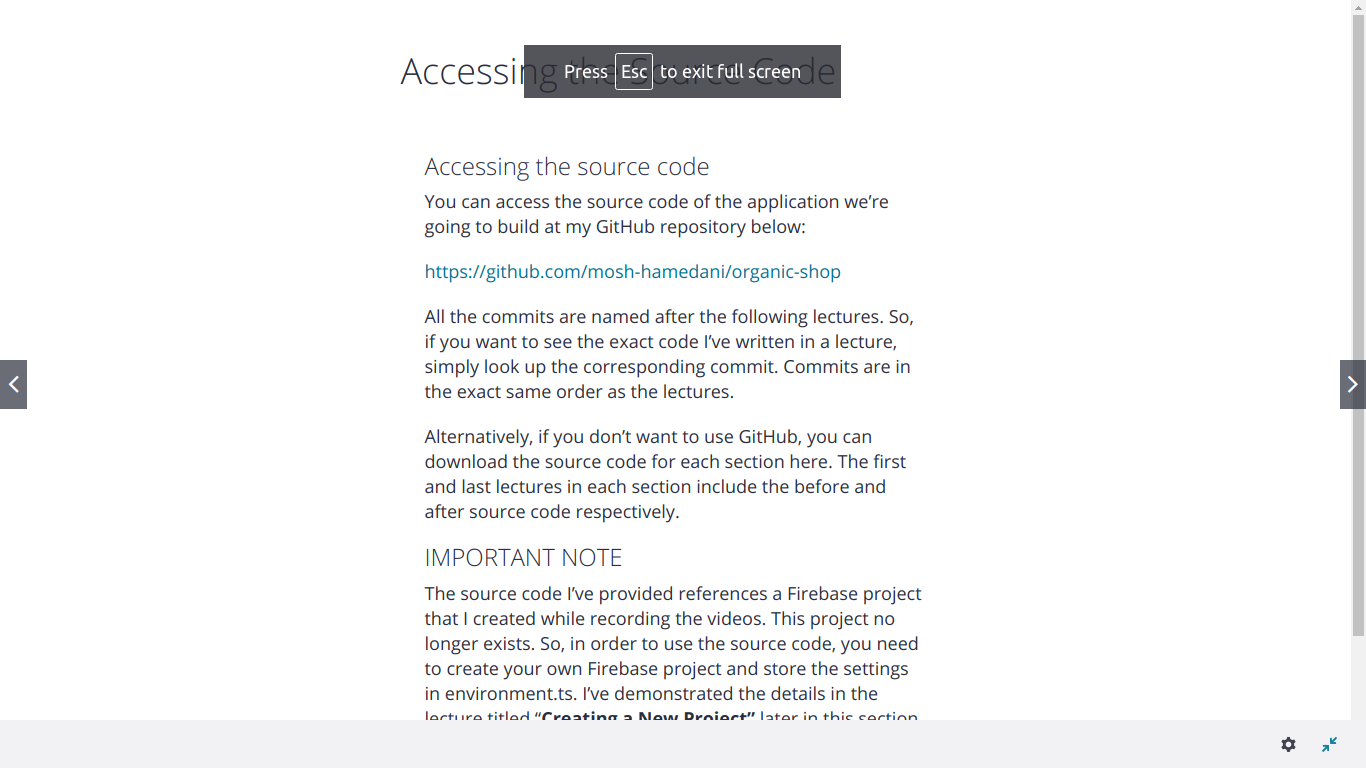 Accessing the Source Code
Press Esc to exit full screen
Accessing the source code
You can access the source code of the application we’re
going to build at my GitHub repository below:
https://github.com/mosh-hamedani/organic-shop
All the commits are named after the following lectures. So,
if you want to see the exact code I’ve written in a lecture,
simply look up the corresponding commit. Commits are in
the exact same order as the lectures.
Alternatively, if you don’t want to use GitHub, you can
download the source code for each section here. The first
and last lectures in each section include the before and
after source code respectively.
IMPORTANT NOTE
The source code I’ve provided references a Firebase project
that I created while recording the videos. This project no
longer exists. So, in order to use the source code, you need
to create your own Firebase project and store the settings
in environment.ts. I’ve demonstrated the details in the
lecture titled “Creating a New Project” later in this section